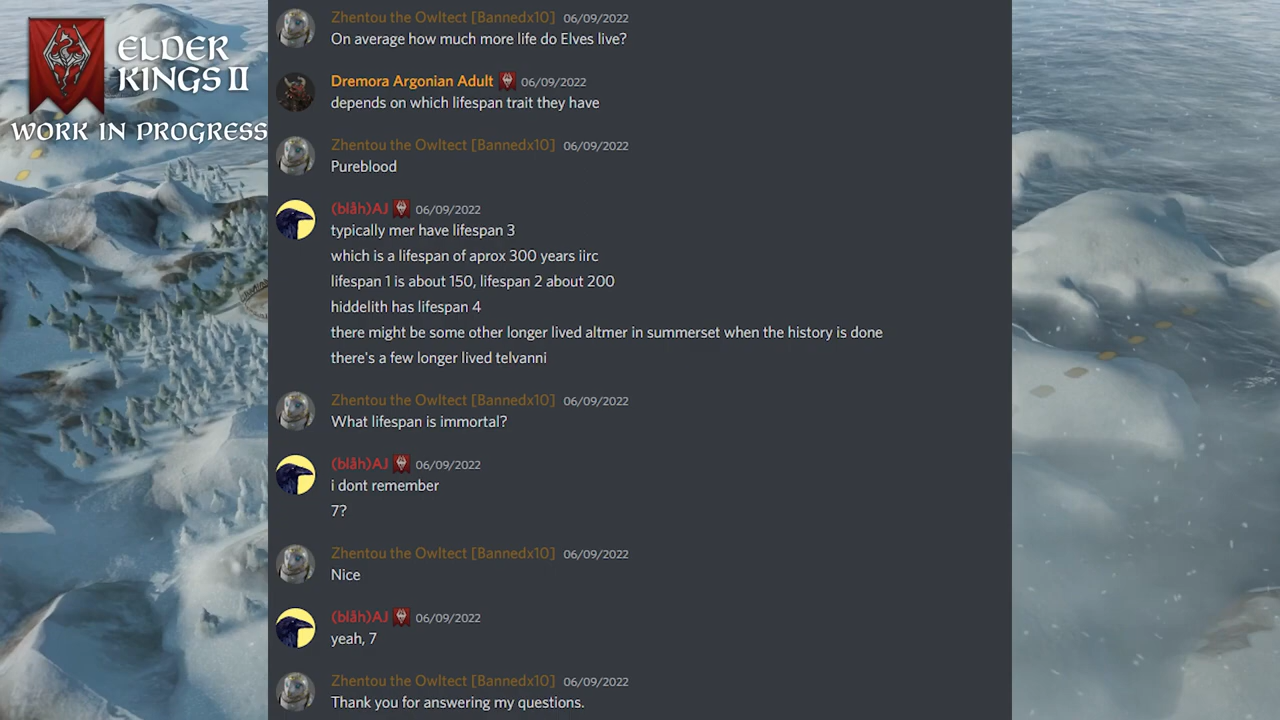 ELDER
KINGS II
WORK IN PROGRESS
Zhentou the Owltect [Bannedx10] 06/09/2022
On average how much more life do Elves live?
Dremora Argonian Adult 06/09/2022
depends on which lifespan trait they have
Zhentou the Owltect [Bannedx10] 06/09/2022
Pureblood
(blåh)AJ 06/09/2022
typically mer have lifespan 3
which is a lifespan of aprox 300 years iirc
lifespan 1 is about 150, lifespan 2 about 200
hiddelith has lifespan 4
there might be some other longer lived altmer in summerset when the history is done
there's a few longer lived telvanni
Zhentou the Owltect [Bannedx10] 06/09/2022
What lifespan is immortal?
(blåh)AJ 06/09/2022
i dont remember
7?
Zhentou the Owltect [Bannedx10] 06/09/2022
Nice
(blåh)AJ 06/09/2022
yeah, 7
Zhentou the Owltect [Bannedx10] 06/09/2022
Thank you for answering my questions.